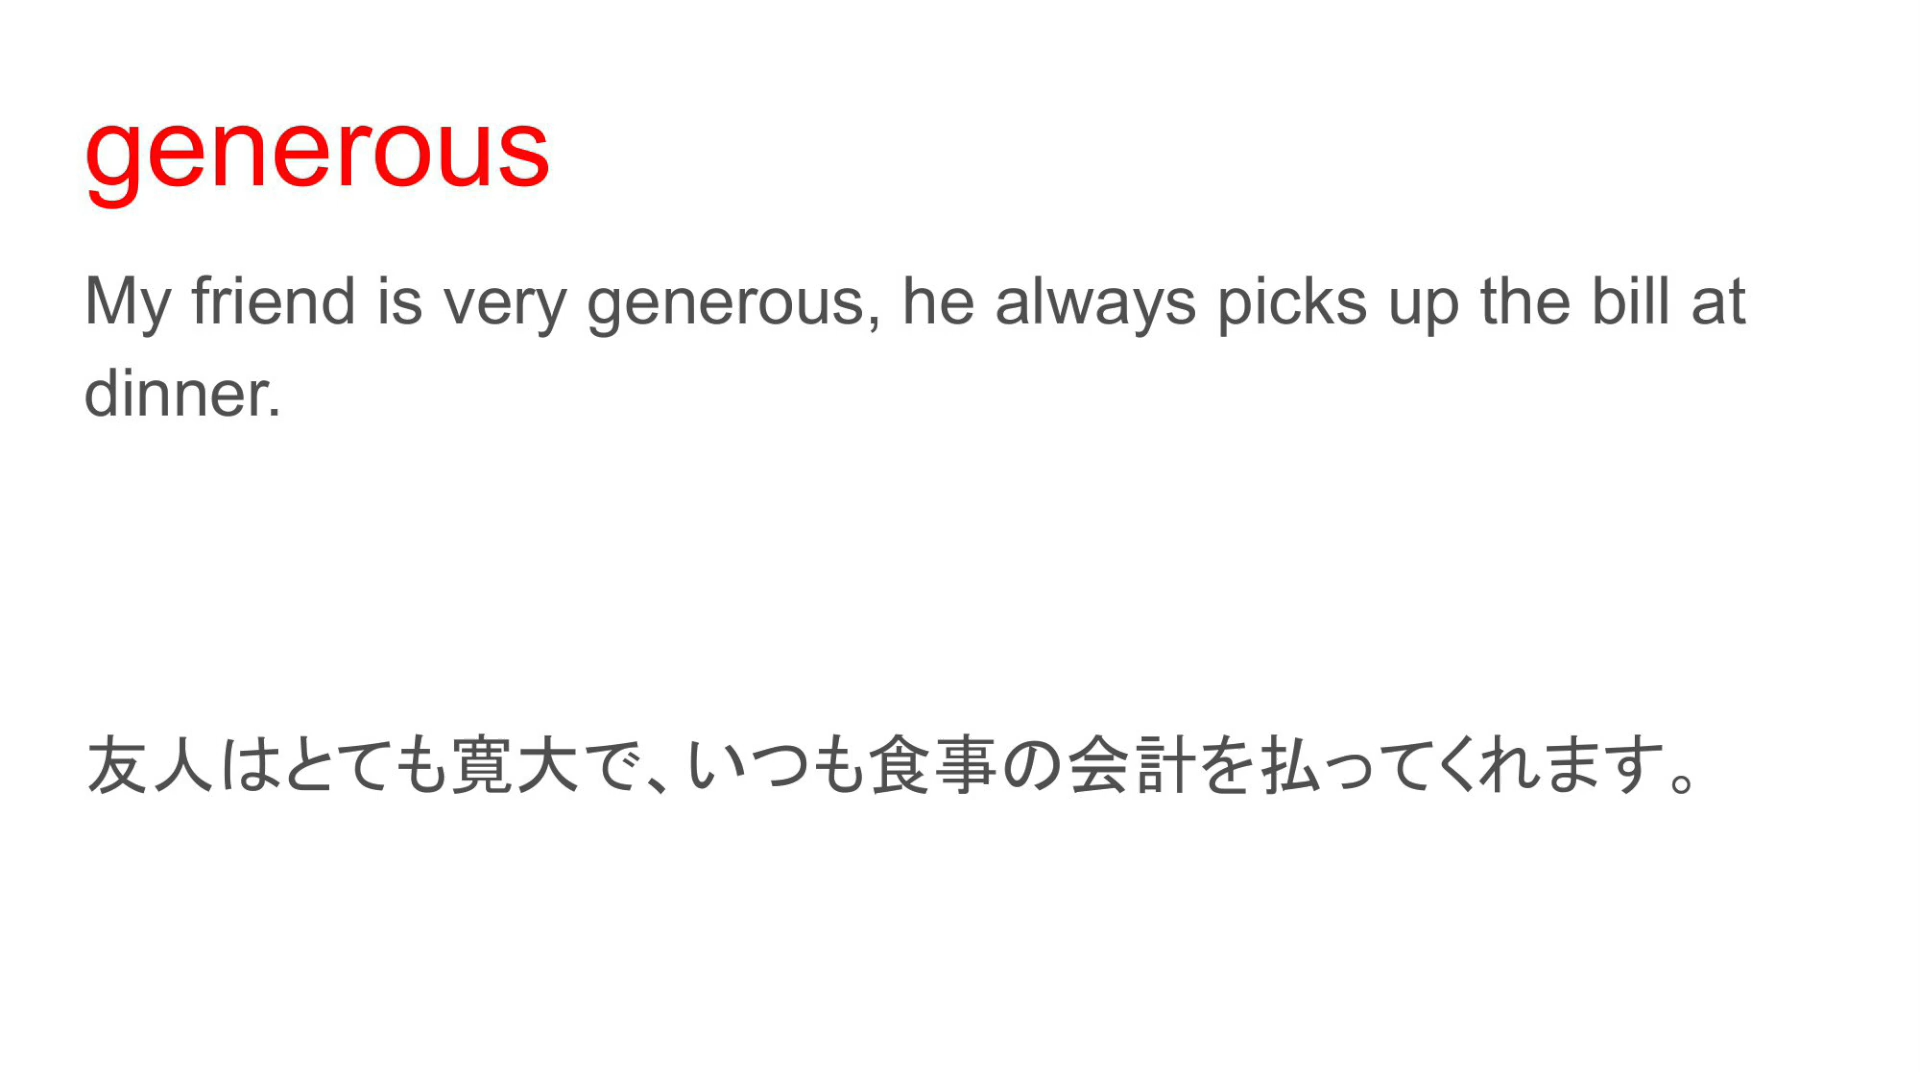 generous
My friend is very generous, he always picks up the bill at
dinner.
友人はとても寛大で、いつも食事の会計を払ってくれます。